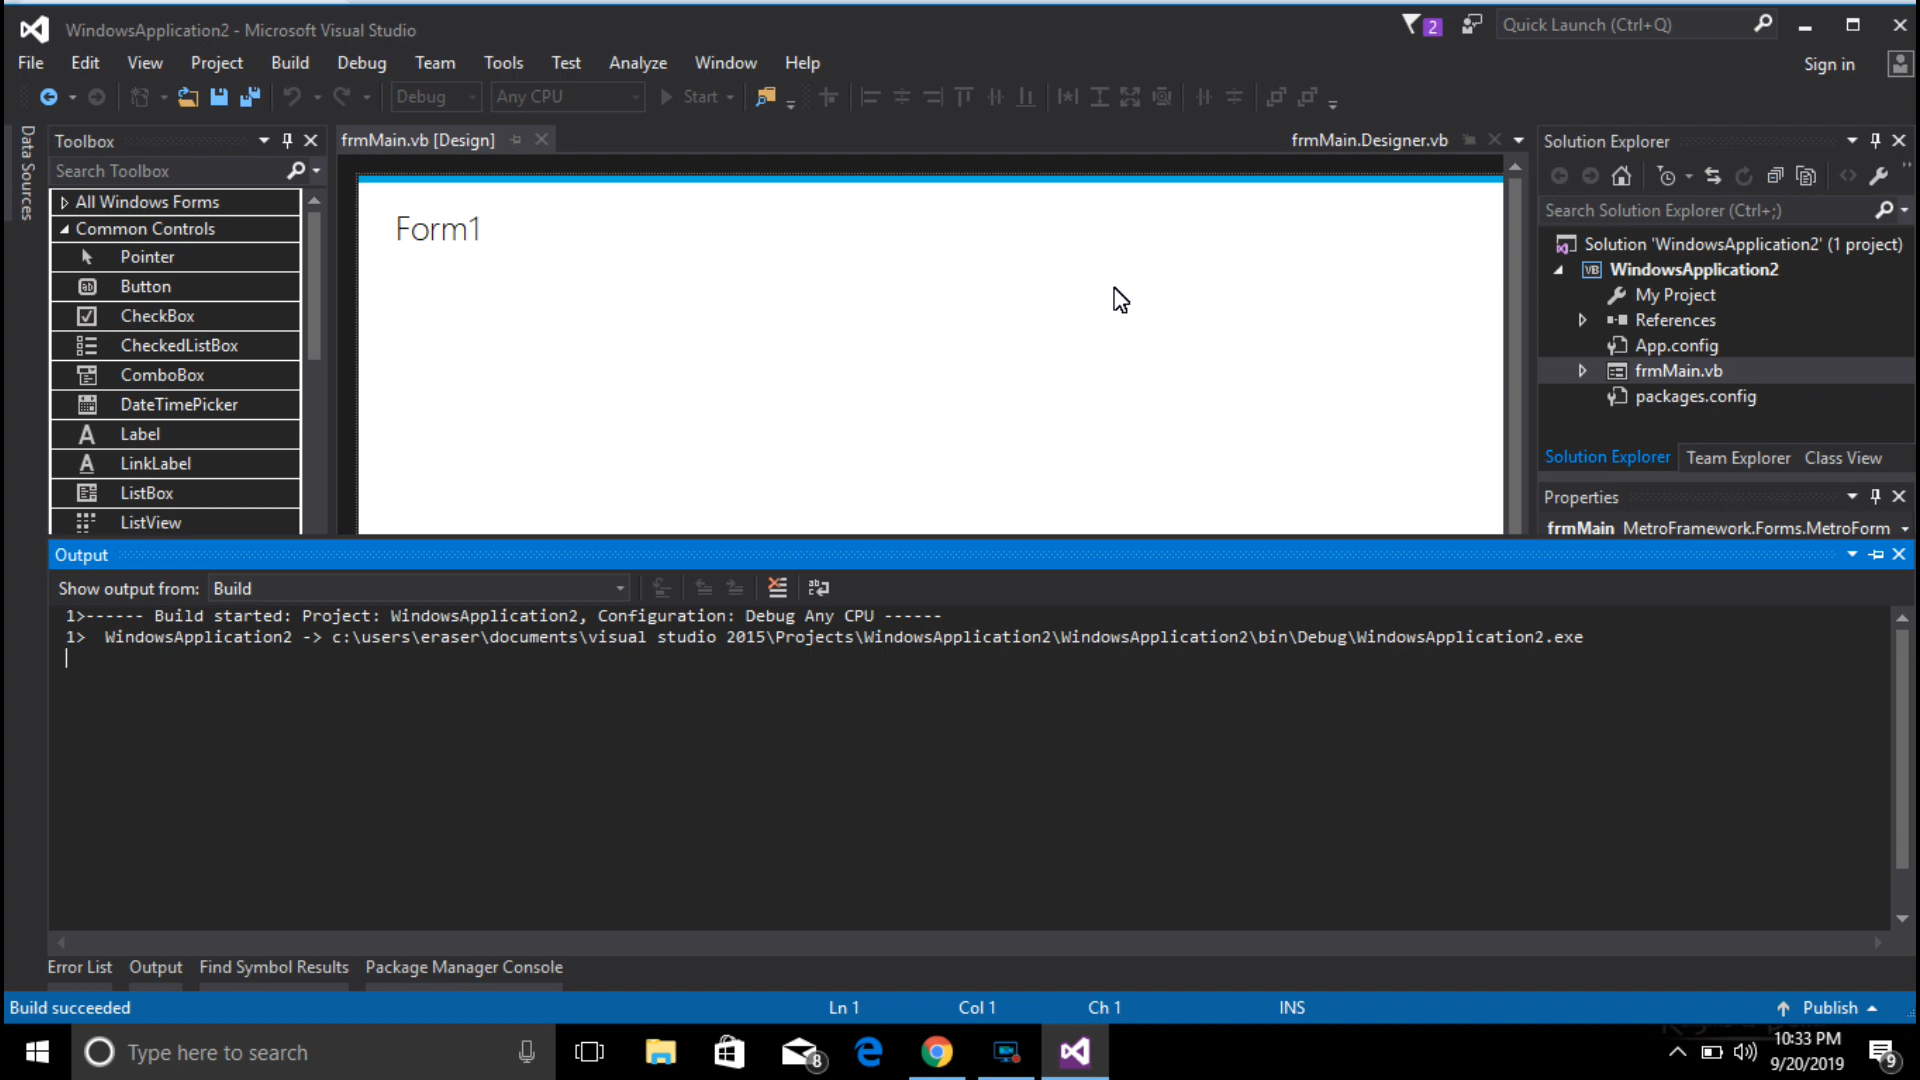 WindowsApplication2 - Microsoft Visual Studio
2
Quick Launch (Ctrl+Q)
File Edit View Project Build Debug Team Tools Test Analyze Window Help
Sign in
Debug Any CPU Start
Data Sources
Toolbox
Search Toolbox
All Windows Forms
Common Controls
Pointer
Button
CheckBox
CheckedListBox
ComboBox
DateTimePicker
Label
LinkLabel
ListBox
ListView
frmMain.vb [Design]
frmMain.Designer.vb
Form1
Solution Explorer
Search Solution Explorer (Ctrl+;)
Solution 'WindowsApplication2' (1 project)
VB WindowsApplication2
My Project
References
App.config
frmMain.vb
packages.config
Solution Explorer Team Explorer Class View
Properties
frmMain MetroFramework.Forms.MetroForm
Output
Show output from: Build
1>------ Build started: Project: WindowsApplication2, Configuration: Debug Any CPU ------
1>  WindowsApplication2 -> c:\users\eraser\documents\visual studio 2015\Projects\WindowsApplication2\WindowsApplication2\bin\Debug\WindowsApplication2.exe
Error List Output Find Symbol Results Package Manager Console
Build succeeded
Ln 1 Col 1 Ch 1 INS
Publish
Type here to search
8
10:33 PM
9/20/2019
9